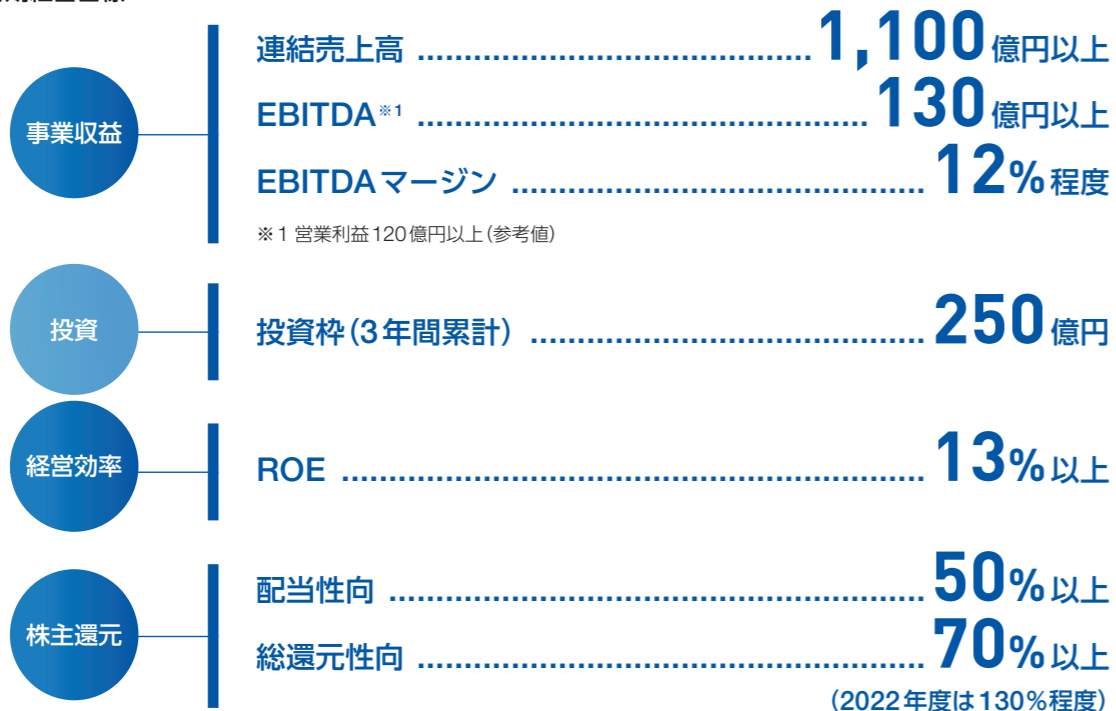 事業収益
連結売上高 ........................................ 1,100億円以上
EBITDA※1 .............................................. 130億円以上
EBITDAマージン .......................................... 12%程度
※1 営業利益120億円以上(参考値)
投資
投資枠(3年間累計) ........................................ 250億円
経営効率
ROE ............................................................ 13%以上
株主還元
配当性向 ....................................................... 50%以上
総還元性向 .................................................... 70%以上
(2022年度は130%程度)